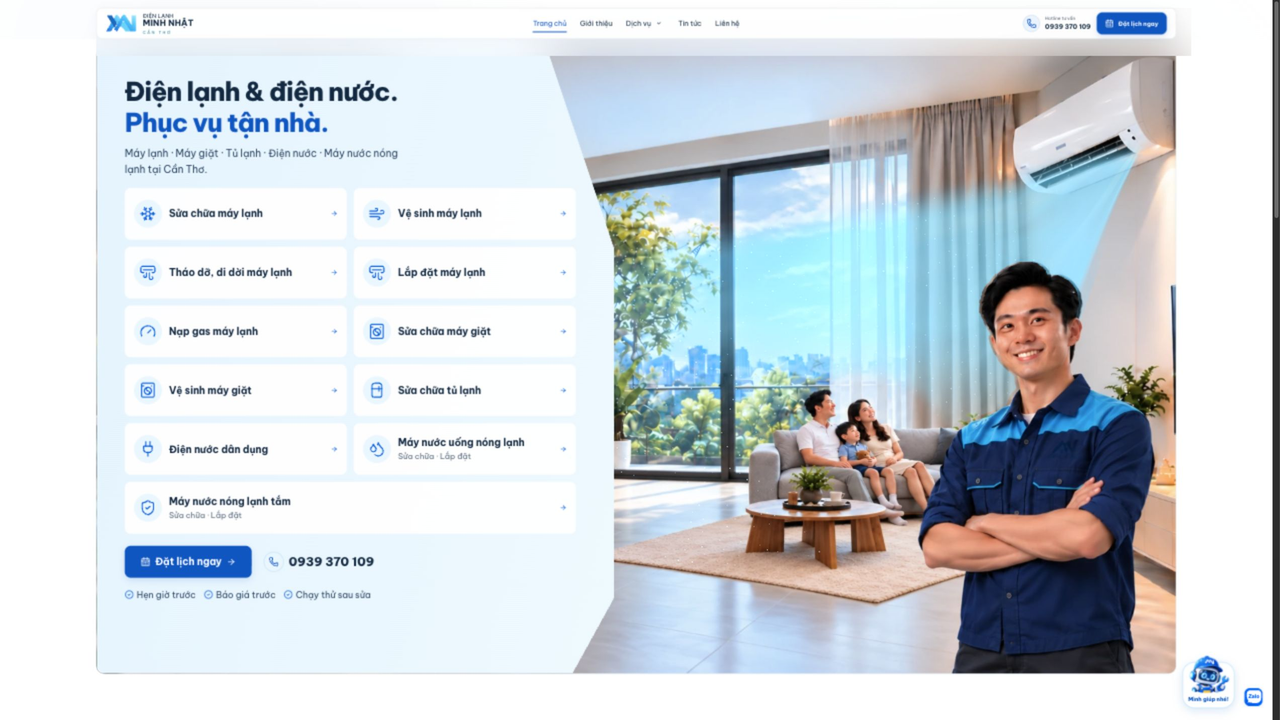 ĐIỆN LẠNH
MINH NHẬT
CẦN THƠ
Trang chủ
Giới thiệu
Dịch vụ
Tin tức
Liên hệ
Hotline tư vấn
0939 370 109
Đặt lịch ngay
Điện lạnh & điện nước.
Phục vụ tận nhà.
Máy lạnh · Máy giặt · Tủ lạnh · Điện nước · Máy nước nóng
lạnh tại Cần Thơ.
Sửa chữa máy lạnh
Vệ sinh máy lạnh
Tháo dỡ, di dời máy lạnh
Lắp đặt máy lạnh
Nạp gas máy lạnh
Sửa chữa máy giặt
Vệ sinh máy giặt
Sửa chữa tủ lạnh
Điện nước dân dụng
Máy nước uống nóng lạnh
Sửa chữa · Lắp đặt
Máy nước nóng lạnh tắm
Sửa chữa · Lắp đặt
Đặt lịch ngay
0939 370 109
Hẹn giờ trước
Báo giá trước
Chạy thử sau sửa
Minh giúp nhé!
Zalo